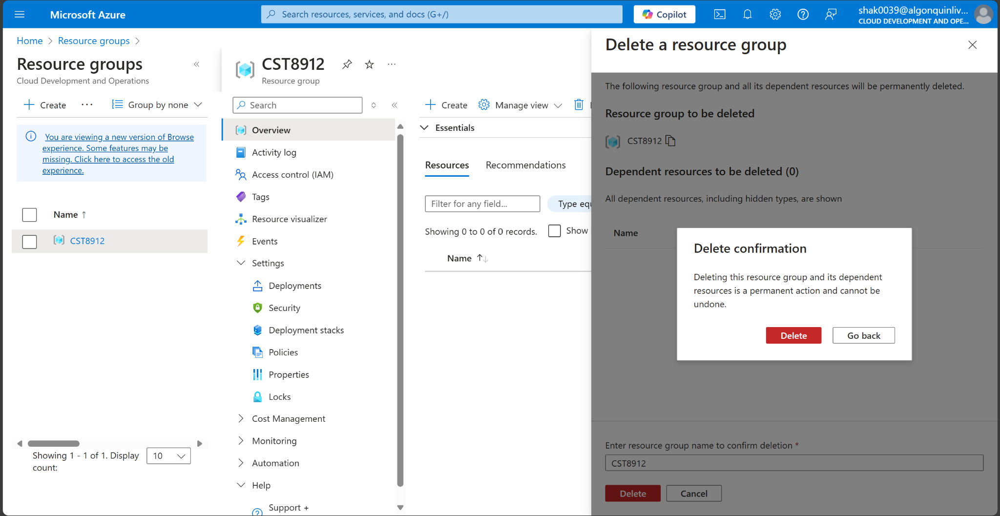 Microsoft Azure
Search resources, services, and docs (G+/)
Copilot
shak0039@algonquinliv...
CLOUD DEVELOPMENT AND OPE...
Home > Resource groups >
Resource groups
Cloud Development and Operations
Create
Group by none
You are viewing a new version of Browse
experience. Some features may be
missing. Click here to access the old
experience.
Name ↑
CST8912
Showing 1 - 1 of 1. Display
count:
10
CST8912
Resource group
Search
Overview
Activity log
Access control (IAM)
Tags
Resource visualizer
Events
Settings
Deployments
Security
Deployment stacks
Policies
Properties
Locks
Cost Management
Monitoring
Automation
Help
Support +
Create
Manage view
Essentials
Resources
Recommendations
Filter for any field...
Type equ
Showing 0 to 0 of 0 records.
Show
Name ↑↓
Delete a resource group
The following resource group and all its dependent resources will be permanently deleted.
Resource group to be deleted
CST8912
Dependent resources to be deleted (0)
All dependent resources, including hidden types, are shown
Name
Delete confirmation
Deleting this resource group and its dependent
resources is a permanent action and cannot be
undone.
Delete
Go back
Enter resource group name to confirm deletion *
CST8912
Delete
Cancel